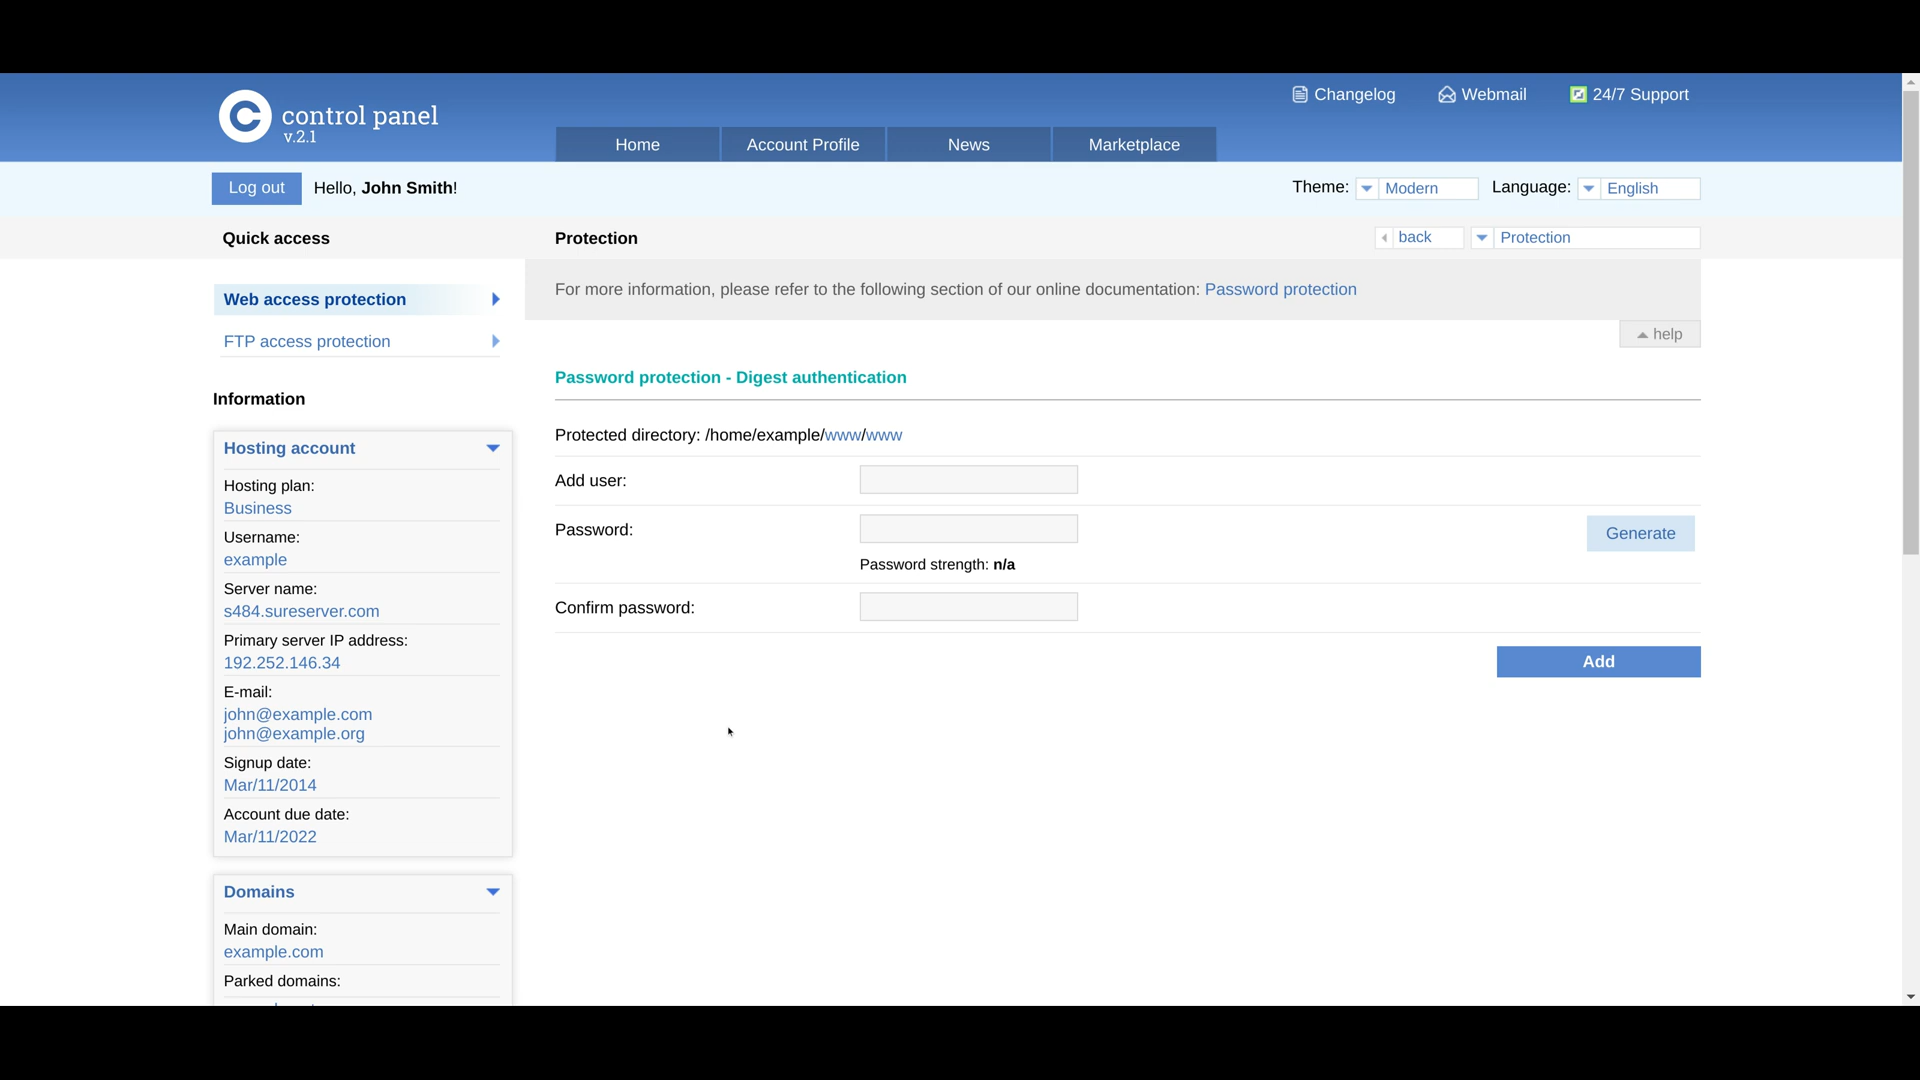 control panel
v.2.1
Changelog
Webmail
24/7 Support
Home
Account Profile
News
Marketplace
Log out
Hello, John Smith!
Theme:
Modern
Language:
English
Quick access
Protection
back
Protection
Web access protection
FTP access protection
For more information, please refer to the following section of our online documentation: Password protection
help
Information
Hosting account
Hosting plan:
Business
Username:
example
Server name:
s484.sureserver.com
Primary server IP address:
192.252.146.34
E-mail:
john@example.com
john@example.org
Signup date:
Mar/11/2014
Account due date:
Mar/11/2022
Domains
Main domain:
example.com
Parked domains:
Password protection - Digest authentication
Protected directory: /home/example/www/www
Add user:
Password:
Generate
Password strength: n/a
Confirm password:
Add